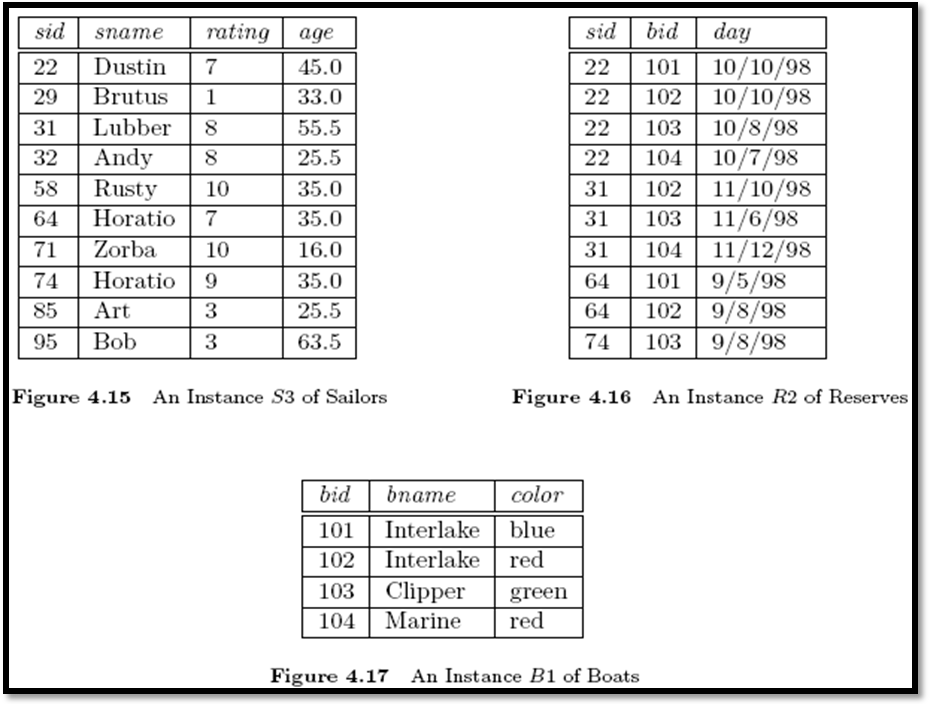 sid sname rating age
22 Dustin 7 45.0
29 Brutus 1 33.0
31 Lubber 8 55.5
32 Andy 8 25.5
58 Rusty 10 35.0
64 Horatio 7 35.0
71 Zorba 10 16.0
74 Horatio 9 35.0
85 Art 3 25.5
95 Bob 3 63.5
Figure 4.15 An Instance S3 of Sailors
sid bid day
22 101 10/10/98
22 102 10/10/98
22 103 10/8/98
22 104 10/7/98
31 102 11/10/98
31 103 11/6/98
31 104 11/12/98
64 101 9/5/98
64 102 9/8/98
74 103 9/8/98
Figure 4.16 An Instance R2 of Reserves
bid bname color
101 Interlake blue
102 Interlake red
103 Clipper green
104 Marine red
Figure 4.17 An Instance B1 of Boats